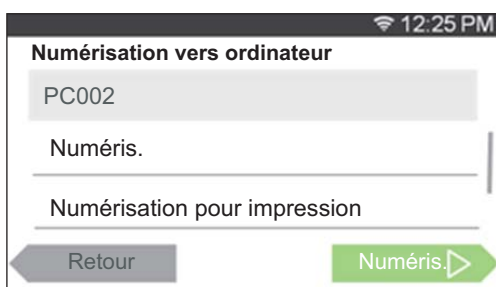 12:25 PM
Numérisation vers ordinateur
PC002
Numéris.
Numérisation pour impression
Retour
Numéris.